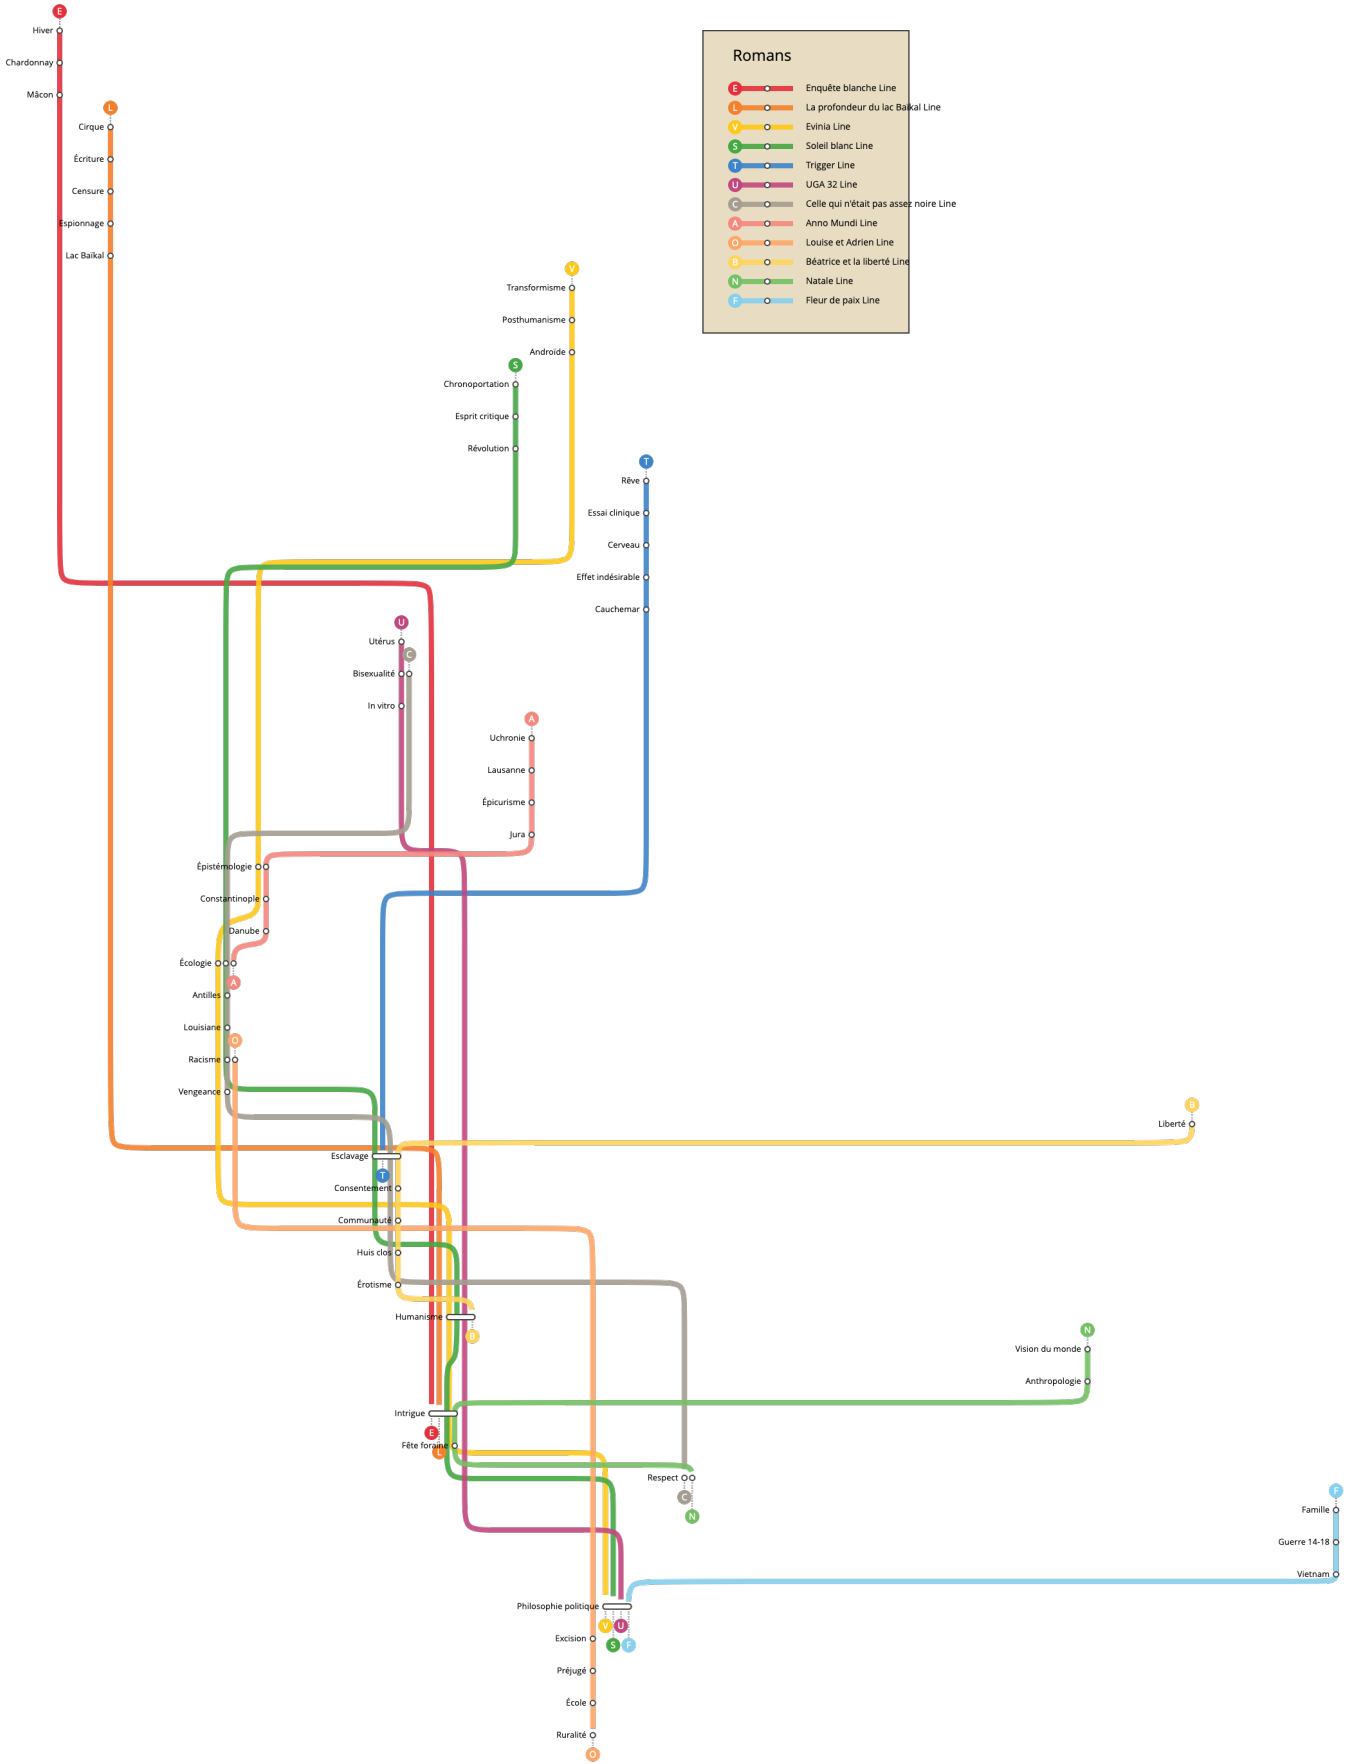 E
Hiver
Chardonnay
Mâcon
L
Cirque
Écriture
Censure
Espionnage
Lac Baïkal
Romans
E Enquête blanche Line
L La profondeur du lac Baïkal Line
V Evinia Line
S Soleil blanc Line
T Trigger Line
U UGA 32 Line
C Celle qui n'était pas assez noire Line
A Anno Mundi Line
O Louise et Adrien Line
B Béatrice et la liberté Line
N Natale Line
F Fleur de paix Line
V
Transformisme
Posthumanisme
Androïde
S
Chronoportation
Esprit critique
Révolution
T
Rêve
Essai clinique
Cerveau
Effet indésirable
Cauchemar
U
Utérus
C
Bisexualité
In vitro
A
Uchronie
Lausanne
Épicurisme
Jura
Épistémologie
Constantinople
Danube
Écologie
A
Antilles
Louisiane
O
Racisme
Vengeance
B
Liberté
Esclavage
T
Consentement
Communauté
Huis clos
Érotisme
Humanisme
B
N
Vision du monde
Anthropologie
Intrigue
E
Fête foraine
L
Respect
C
N
F
Famille
Guerre 14-18
Vietnam
Philosophie politique
V U
S F
Excision
Préjugé
École
Ruralité
O